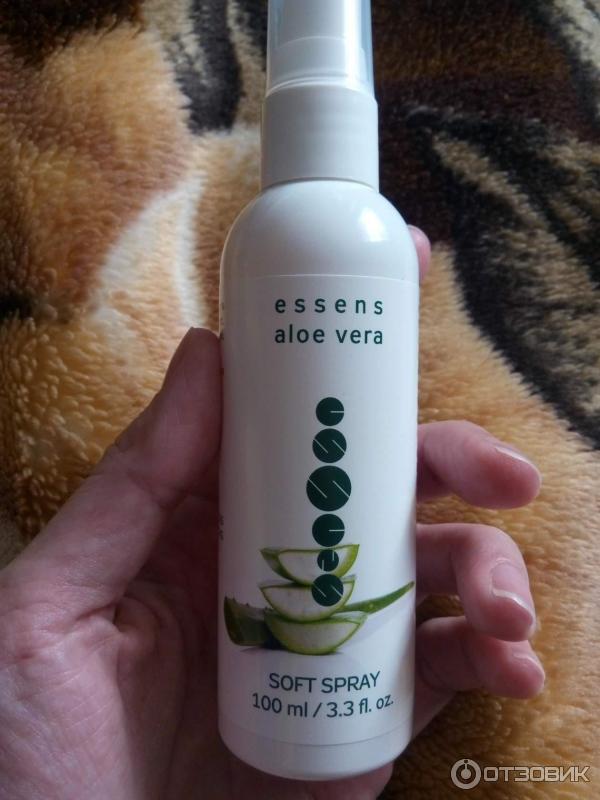 essens
aloe vera
SOFT SPRAY
100 ml / 3.3 fl. oz.
ОТЗОВИК